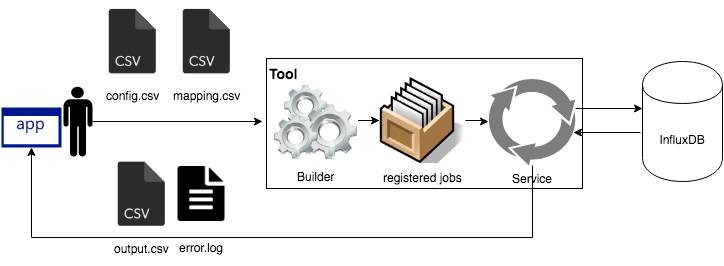 CSV
CSV
config.csv
mapping.csv
Tool
app
InfluxDB
Builder
registered jobs
Service
CSV
output.csv
error.log